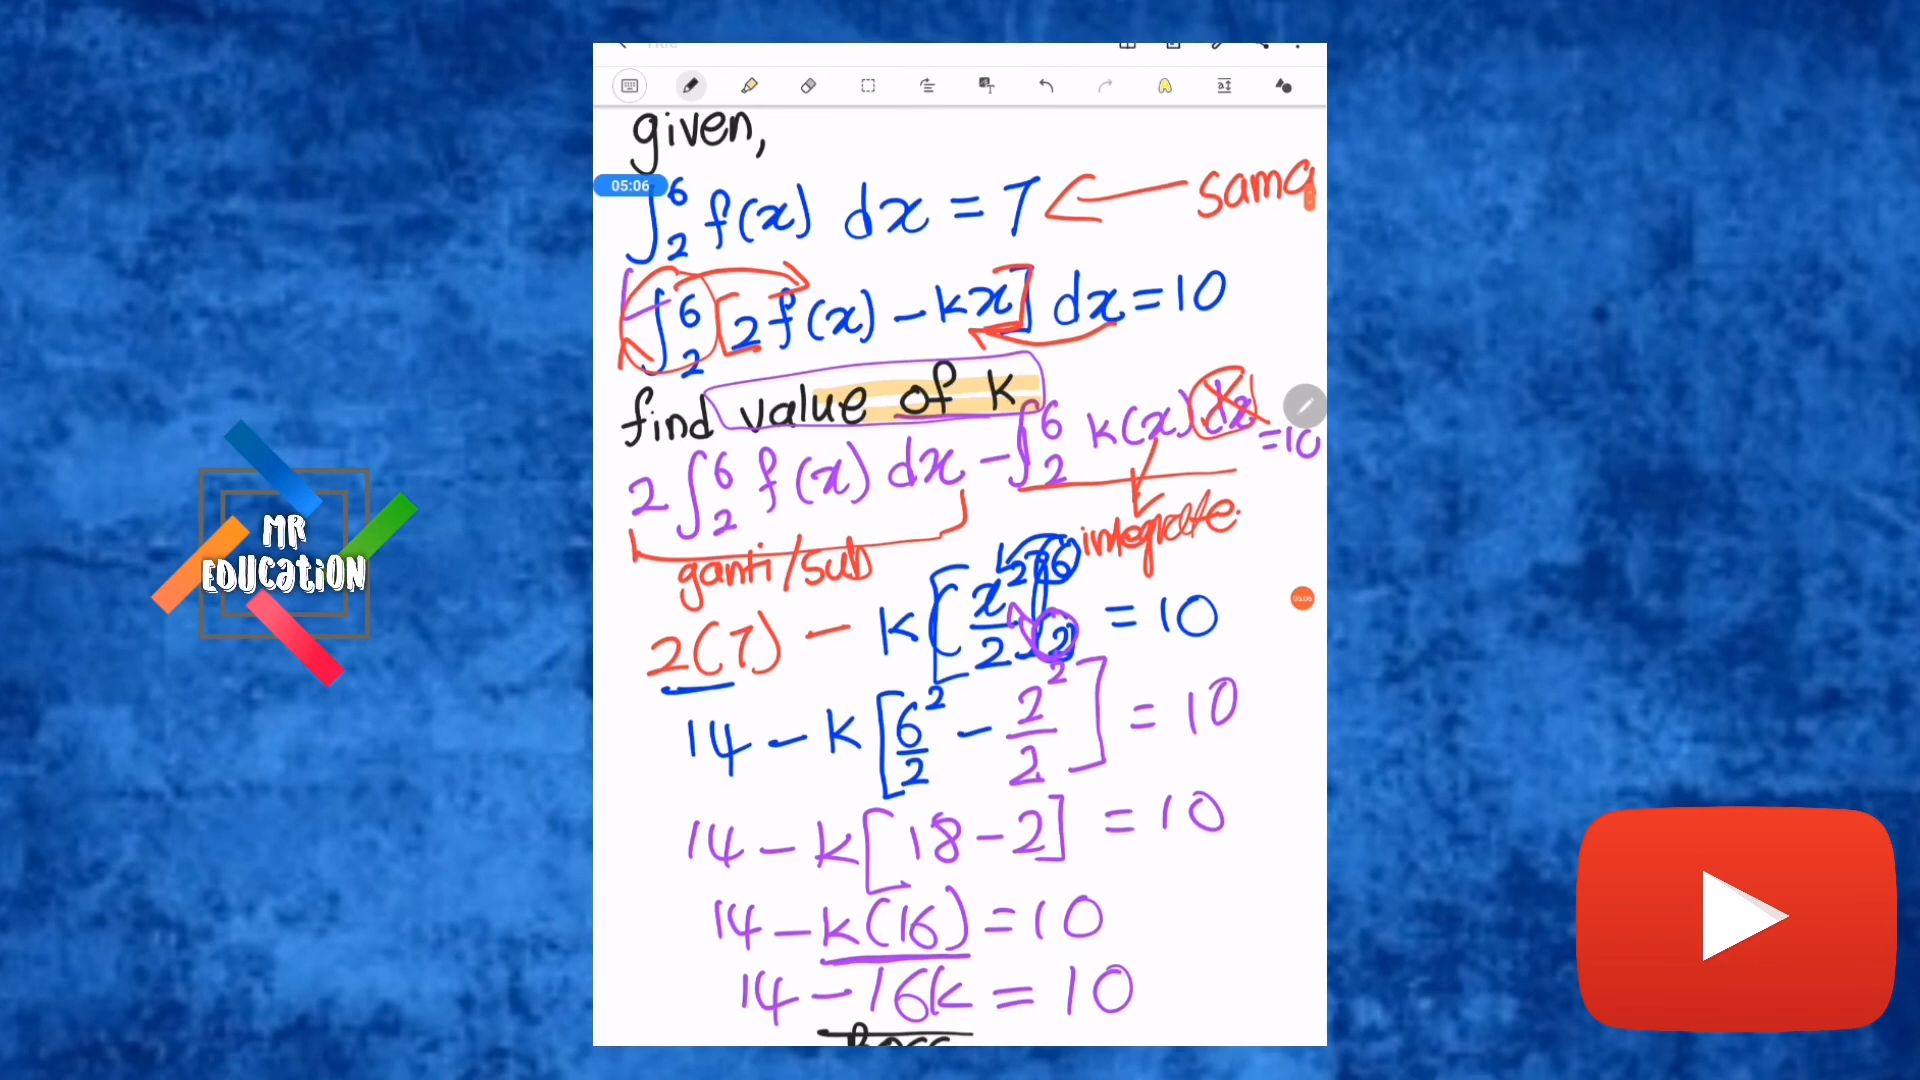 given,
05:06
∫₂⁶ f(x) dx = 7 ← sama
∫₂⁶ [2f(x) − kx] dx = 10
find value of k
2 ∫₂⁶ f(x) dx − ∫₂⁶ k(x) dx = 10
ganti/sub
integrate
2(7) − k[x²/2]₂⁶ = 10
14 − k[6²/2 − 2²/2] = 10
14 − k[18 − 2] = 10
14 − k(16) = 10
14 − 16k = 10
MR
EDUCATION